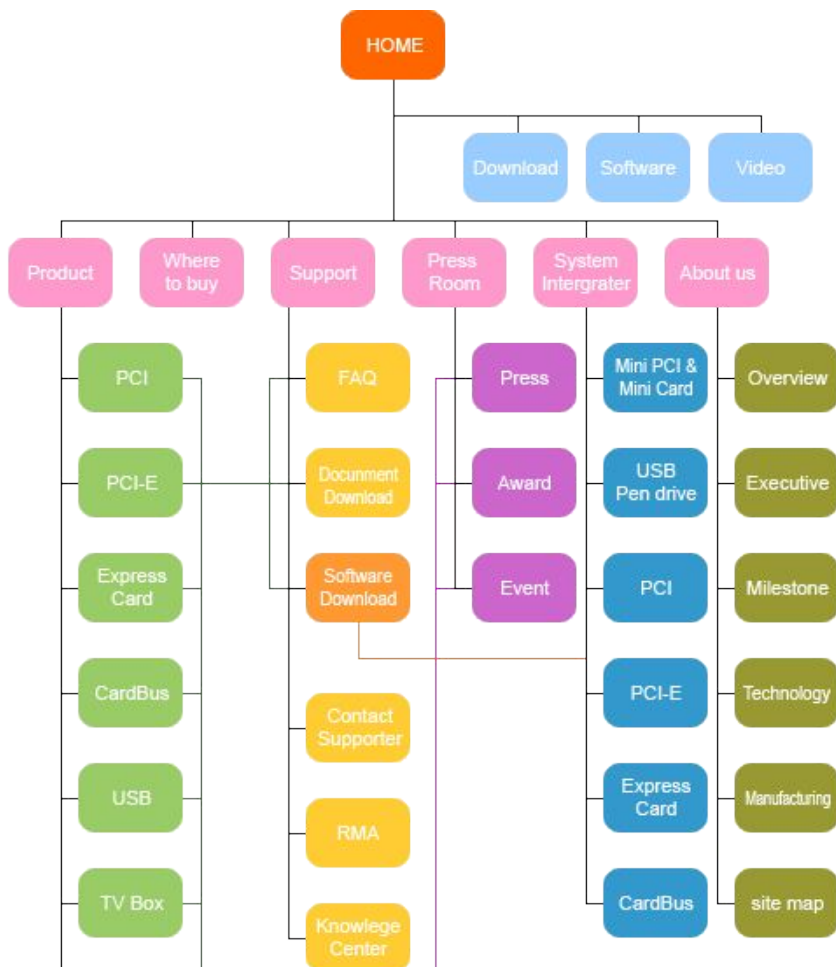 HOME
Download
Software
Video
Product
Where
to buy
Support
Press
Room
System
Intergrater
About us
PCI
FAQ
Press
Mini PCI &
Mini Card
Overview
PCI-E
Documment
Download
Award
USB
Pen drive
Executive
Express
Card
Software
Download
Event
PCI
Milestone
CardBus
Contact
Supporter
PCI-E
Technology
USB
RMA
Express
Card
Manufacturing
TV Box
Knowlege
Center
CardBus
site map